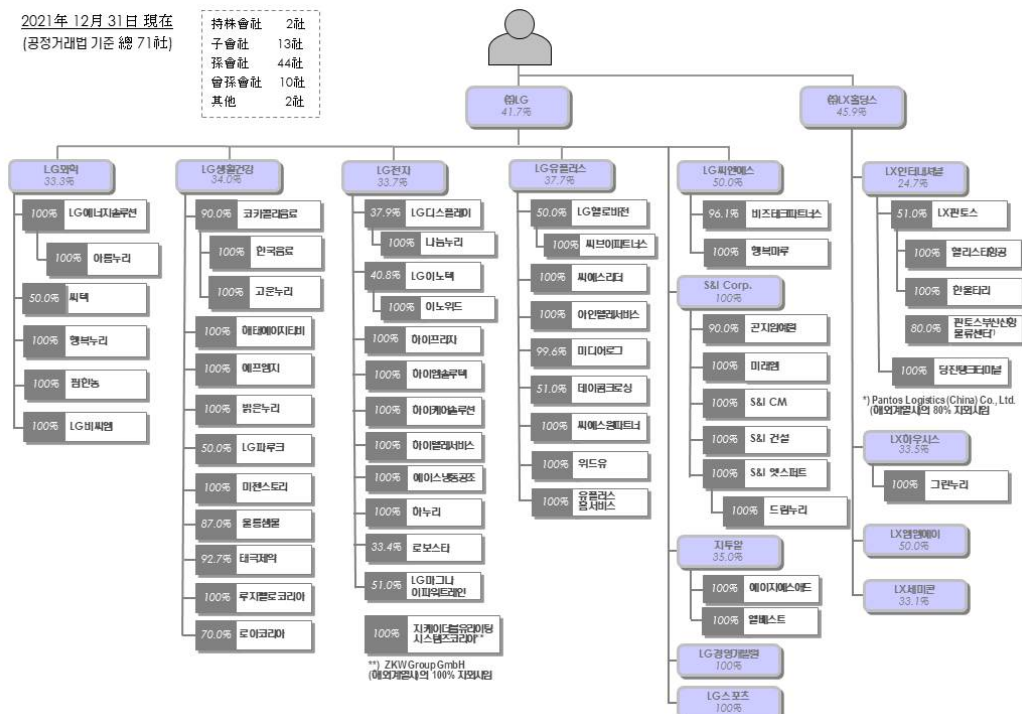 2021年 12月 31日 現在
(공정거래법 기준 總 71社)
持株會社 2社
子會社 13社
孫會社 44社
曾孫會社 10社
其他 2社
㈜LG
41.7%
㈜LX홀딩스
45.9%
LG화학
33.3%
100% LG에너지솔루션
100% 아름누리
50.0% 씨텍
100% 행복누리
100% 팜한농
100% LG비씨엠
LG생활건강
34.0%
90.0% 코카콜라음료
100% 한국음료
100% 고운누리
100% 해태에이치티비
100% 에프엠지
100% 밝은누리
50.0% LG파루크
100% 미젠스토리
87.0% 울릉샘물
92.7% 태극제약
100% 루치펠로코리아
70.0% 로아코리아
LG전자
33.7%
37.9% LG디스플레이
100% 나눔누리
40.8% LG이노텍
100% 이노위드
100% 하이프라자
100% 하이엠솔루텍
100% 하이케어솔루션
100% 하이텔레서비스
100% 에이스냉동공조
100% 하누리
33.4% 로보스타
51.0% LG마그나
이파워트레인
100% 지케이더블유라이팅
시스템즈코리아**
**) ZKW Group GmbH
(해외계열사)의 100% 자회사임
LG유플러스
37.7%
50.0% LG헬로비전
100% 씨브이파트너스
100% 씨에스리더
100% 아인텔레서비스
99.6% 미디어로그
51.0% 데이콤크로싱
100% 씨에스원파트너
100% 위드유
100% 유플러스
홈서비스
LG씨엔에스
50.0%
96.1% 비즈테크파트너스
100% 행복마루
S&I Corp.
100%
90.0% 곤지암예원
100% 미래엠
100% S&I CM
100% S&I 건설
100% S&I 엣스퍼트
100% 드림누리
지투알
35.0%
100% 에이치에스애드
100% 엘베스트
LG경영개발원
100%
LG스포츠
100%
LX인터내셔널
24.7%
51.0% LX판토스
100% 헬리스타항공
100% 한울타리
80.0% 판토스부산신항
물류센터*)
100% 당진탱크터미널
*) Pantos Logistics (China) Co., Ltd.
(해외계열사)의 80% 자회사임
LX하우시스
33.5%
100% 그린누리
LX엠엠에이
50.0%
LX세미콘
33.1%